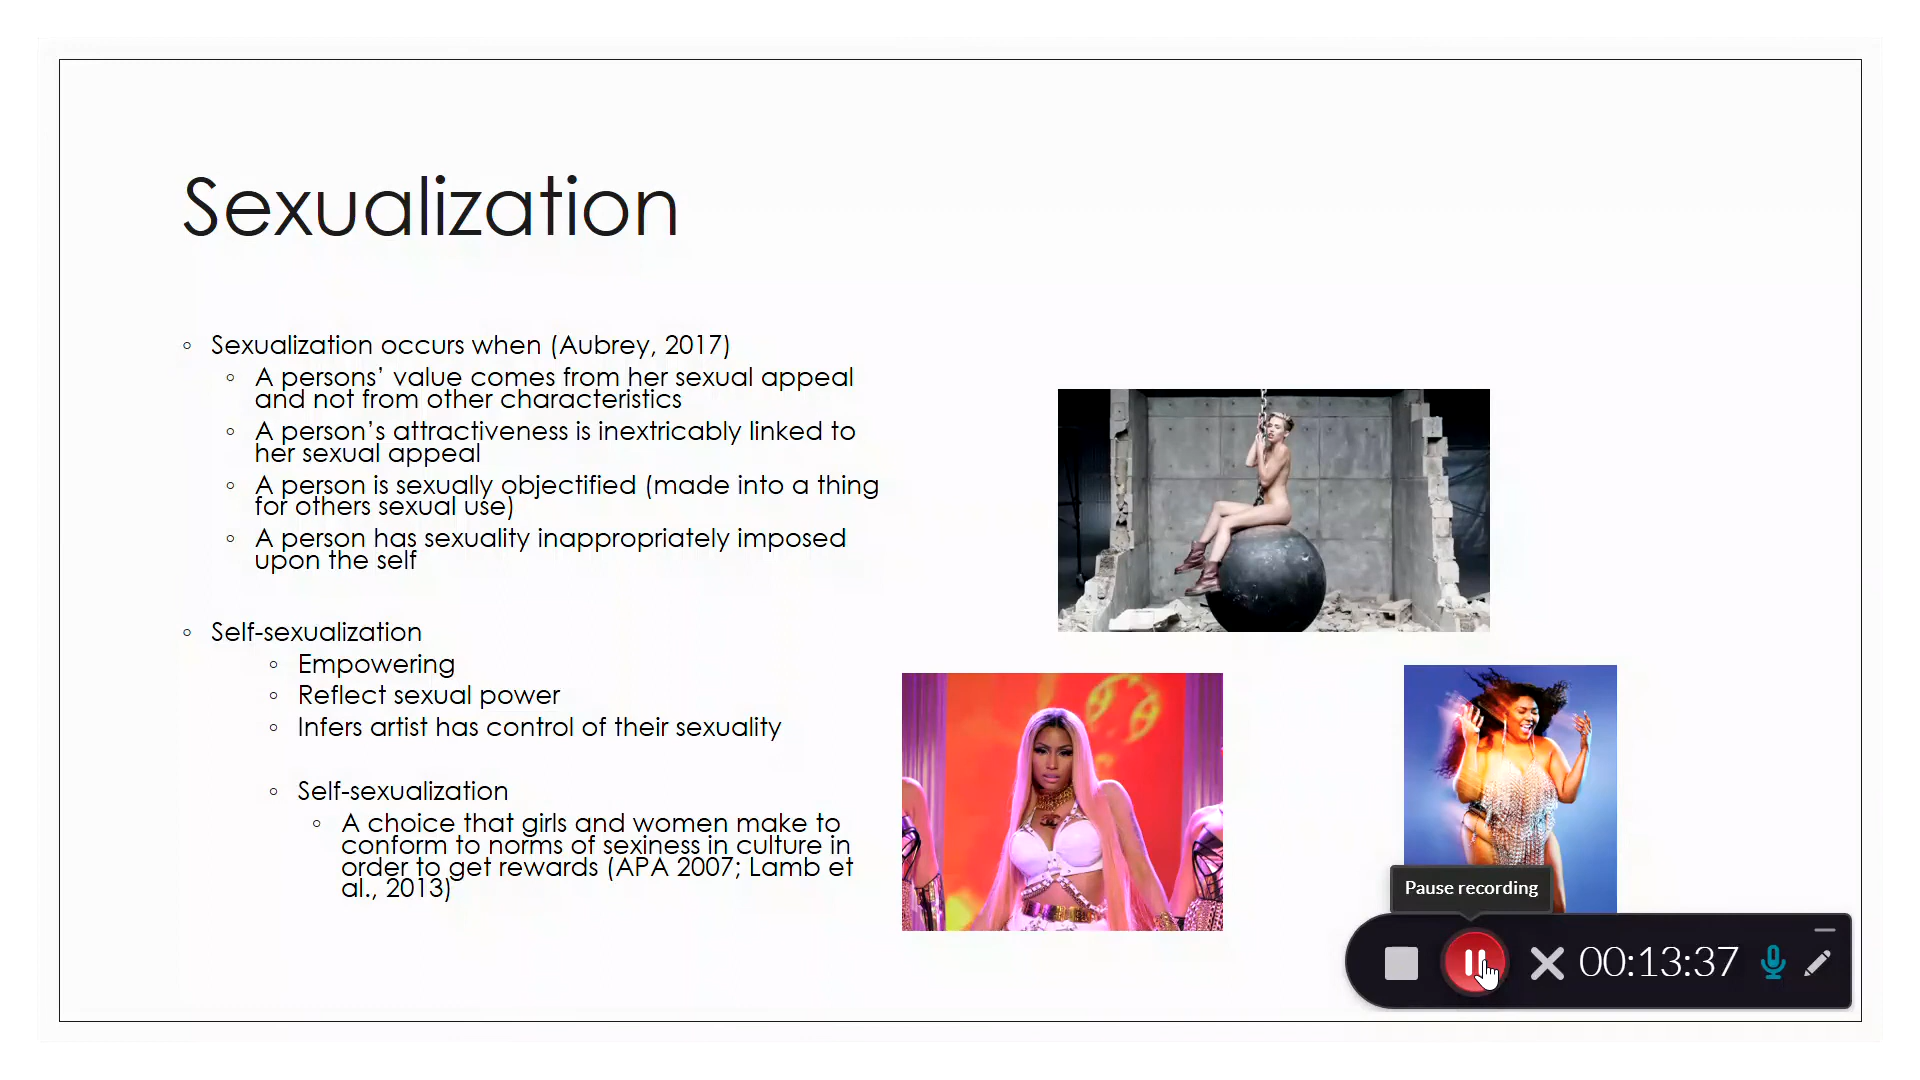 Sexualization
◦ Sexualization occurs when (Aubrey, 2017)
◦ A persons’ value comes from her sexual appeal
and not from other characteristics
◦ A person’s attractiveness is inextricably linked to
her sexual appeal
◦ A person is sexually objectified (made into a thing
for others sexual use)
◦ A person has sexuality inappropriately imposed
upon the self
◦ Self-sexualization
◦ Empowering
◦ Reflect sexual power
◦ Infers artist has control of their sexuality
◦ Self-sexualization
◦ A choice that girls and women make to
conform to norms of sexiness in culture in
order to get rewards (APA 2007; Lamb et
al., 2013)
Pause recording
00:13:37